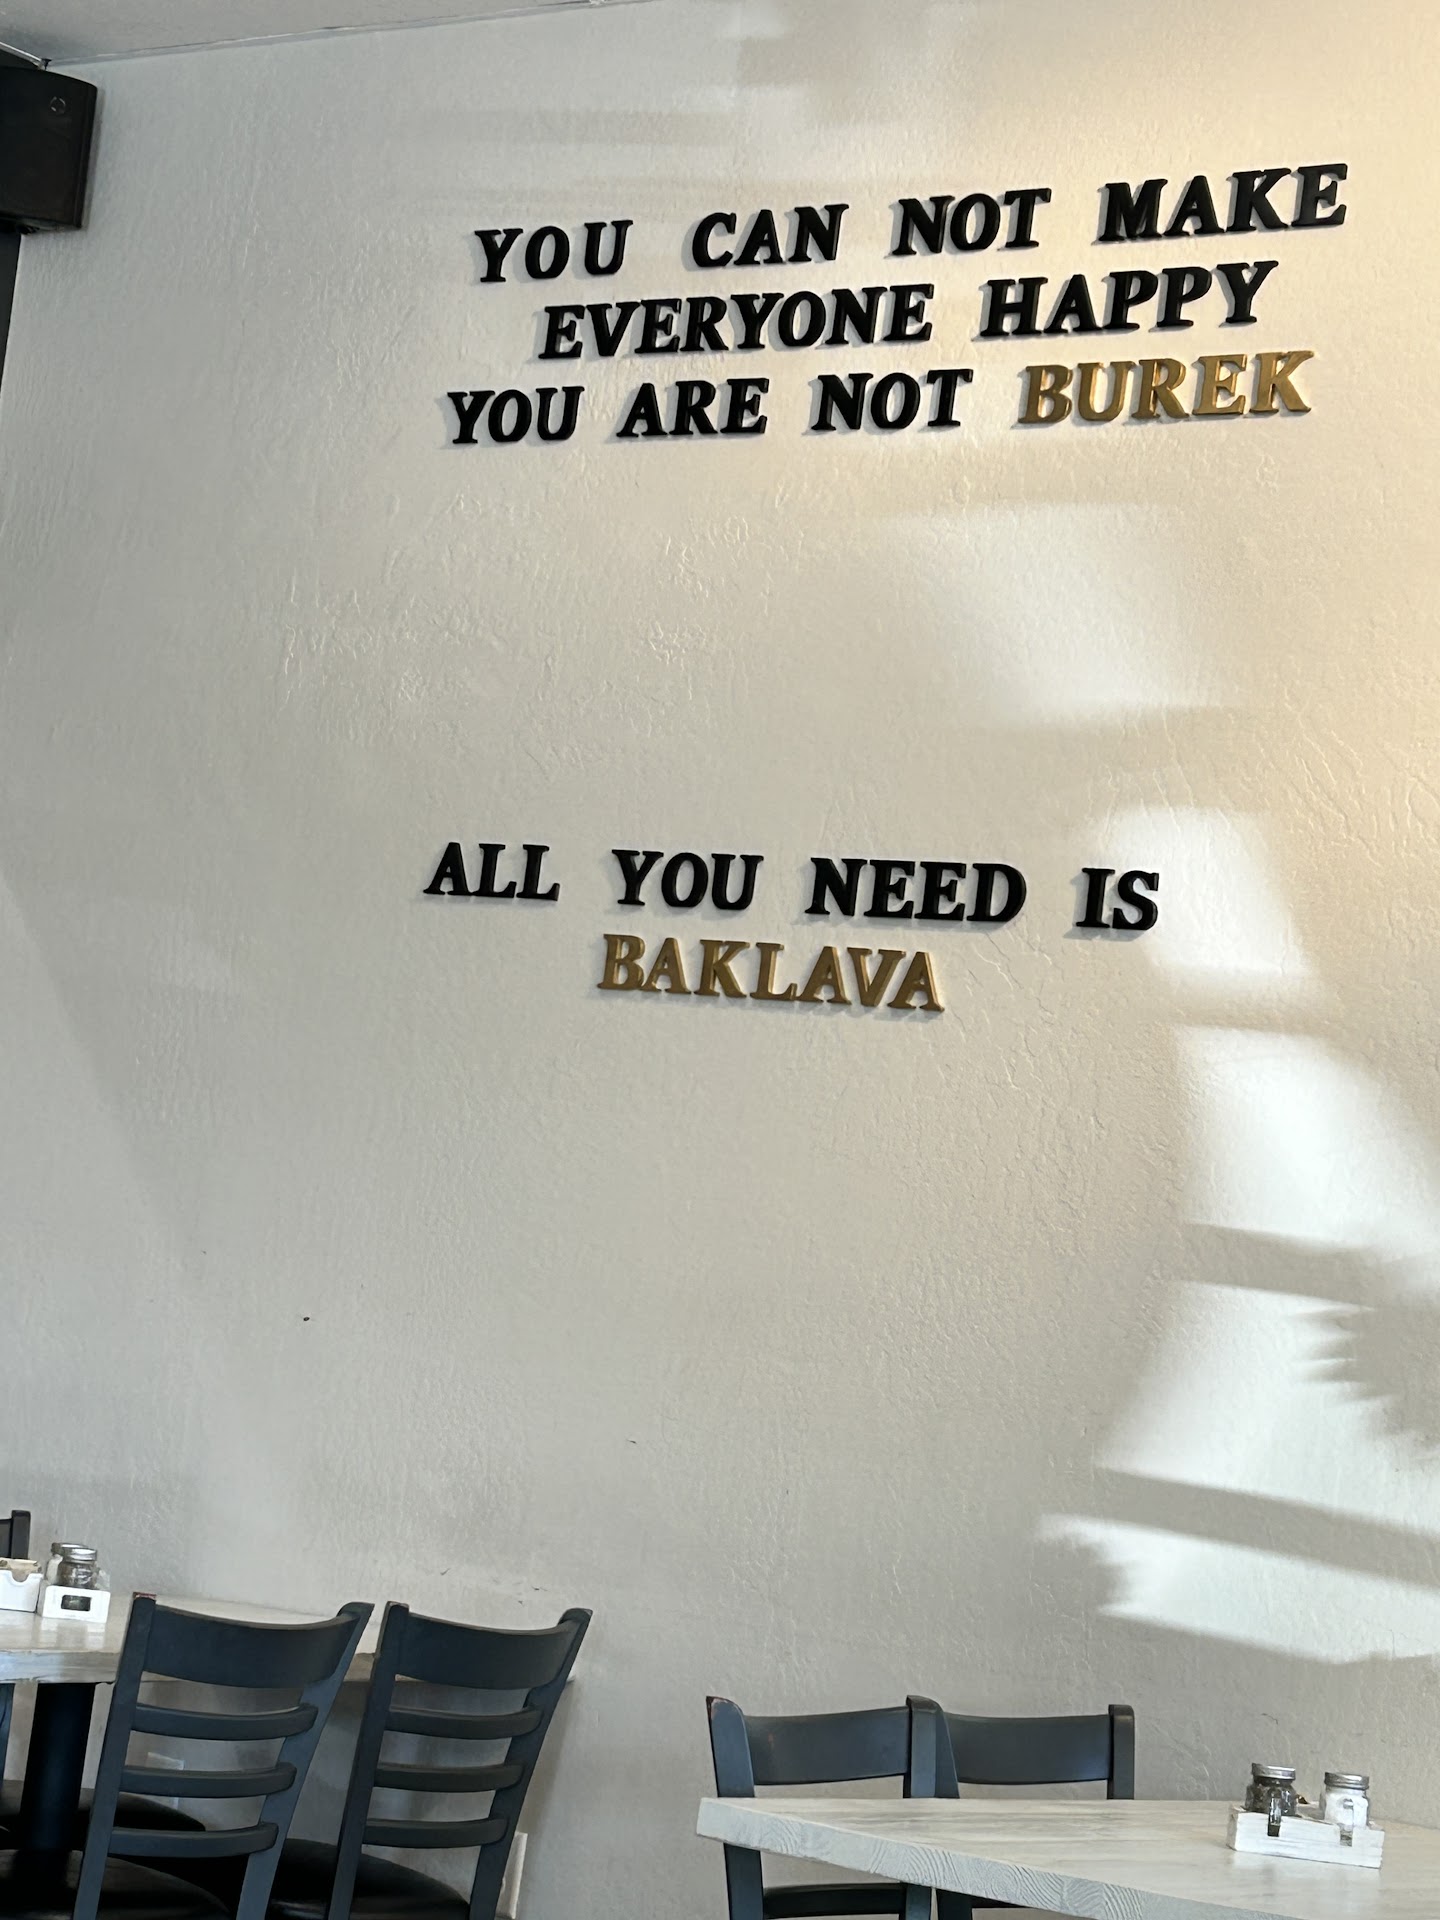 YOU CAN NOT MAKE
EVERYONE HAPPY
YOU ARE NOT BUREK
ALL YOU NEED IS
BAKLAVA